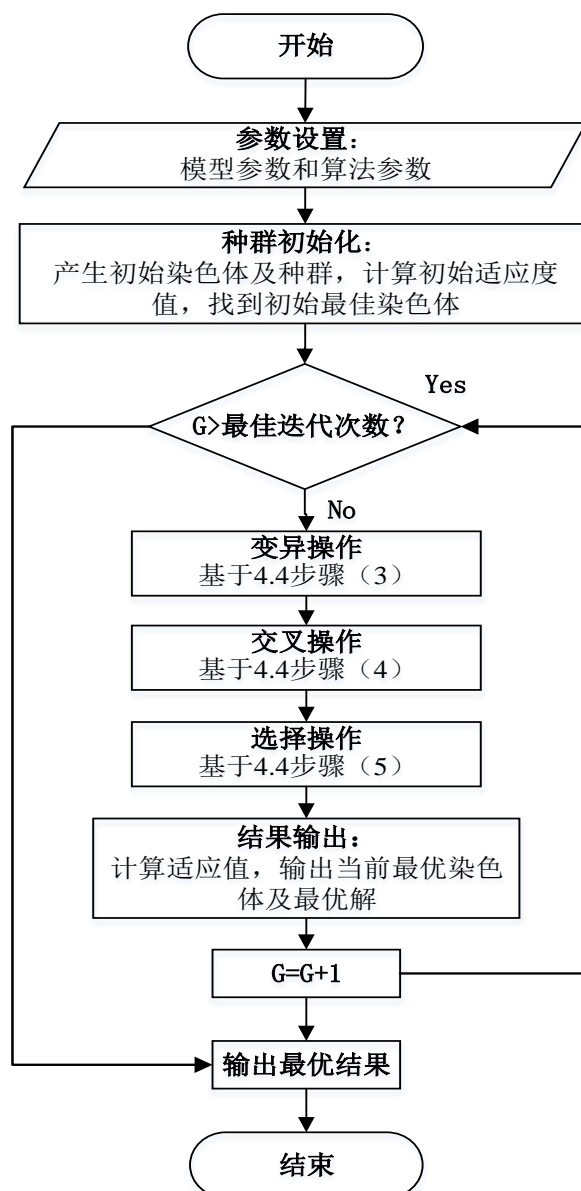 开始
参数设置：
模型参数和算法参数
种群初始化：
产生初始染色体及种群，计算初始适应度
值，找到初始最佳染色体
Yes
G>最佳迭代次数？
No
变异操作
基于4.4步骤（3）
交叉操作
基于4.4步骤（4）
选择操作
基于4.4步骤（5）
结果输出：
计算适应值，输出当前最优染色
体及最优解
G=G+1
输出最优结果
结束